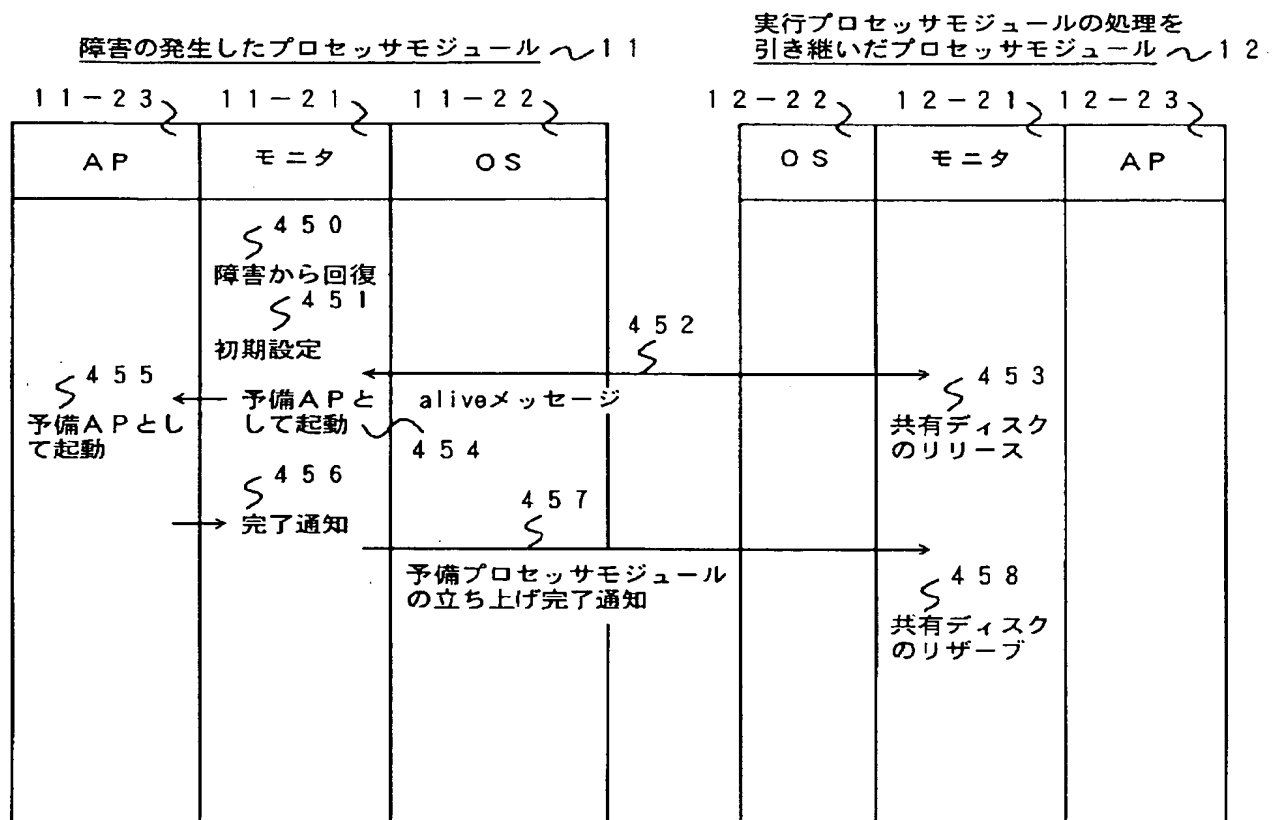 障害の発生したプロセッサモジュール 11
実行プロセッサモジュールの処理を
引き継いだプロセッサモジュール 12
11-23 11-21 11-22 12-22 12-21 12-23
AP モニタ OS OS モニタ AP
450
障害から回復
451
初期設定
452
455
予備APとし
て起動
予備APと
して起動
454
aliveメッセージ
453
共有ディスク
のリリース
456
完了通知
457
予備プロセッサモジュール
の立ち上げ完了通知
458
共有ディスク
のリザーブ